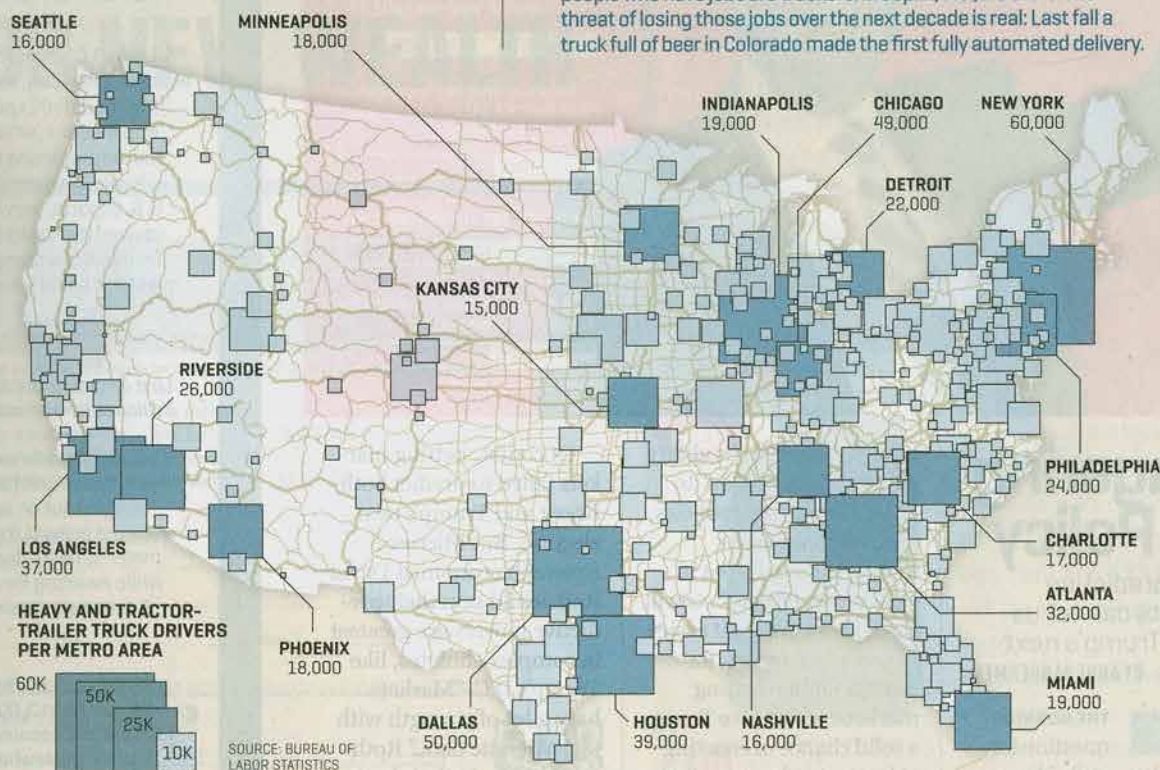 threat of losing those jobs over the next decade is real: Last fall a
truck full of beer in Colorado made the first fully automated delivery.
SEATTLE
16,000
MINNEAPOLIS
18,000
INDIANAPOLIS
19,000
CHICAGO
49,000
NEW YORK
60,000
DETROIT
22,000
KANSAS CITY
15,000
RIVERSIDE
26,000
PHILADELPHIA
24,000
CHARLOTTE
17,000
ATLANTA
32,000
LOS ANGELES
37,000
PHOENIX
18,000
DALLAS
50,000
HOUSTON
39,000
NASHVILLE
16,000
MIAMI
19,000
HEAVY AND TRACTOR-
TRAILER TRUCK DRIVERS
PER METRO AREA
60K
50K
25K
10K
SOURCE: BUREAU OF
LABOR STATISTICS